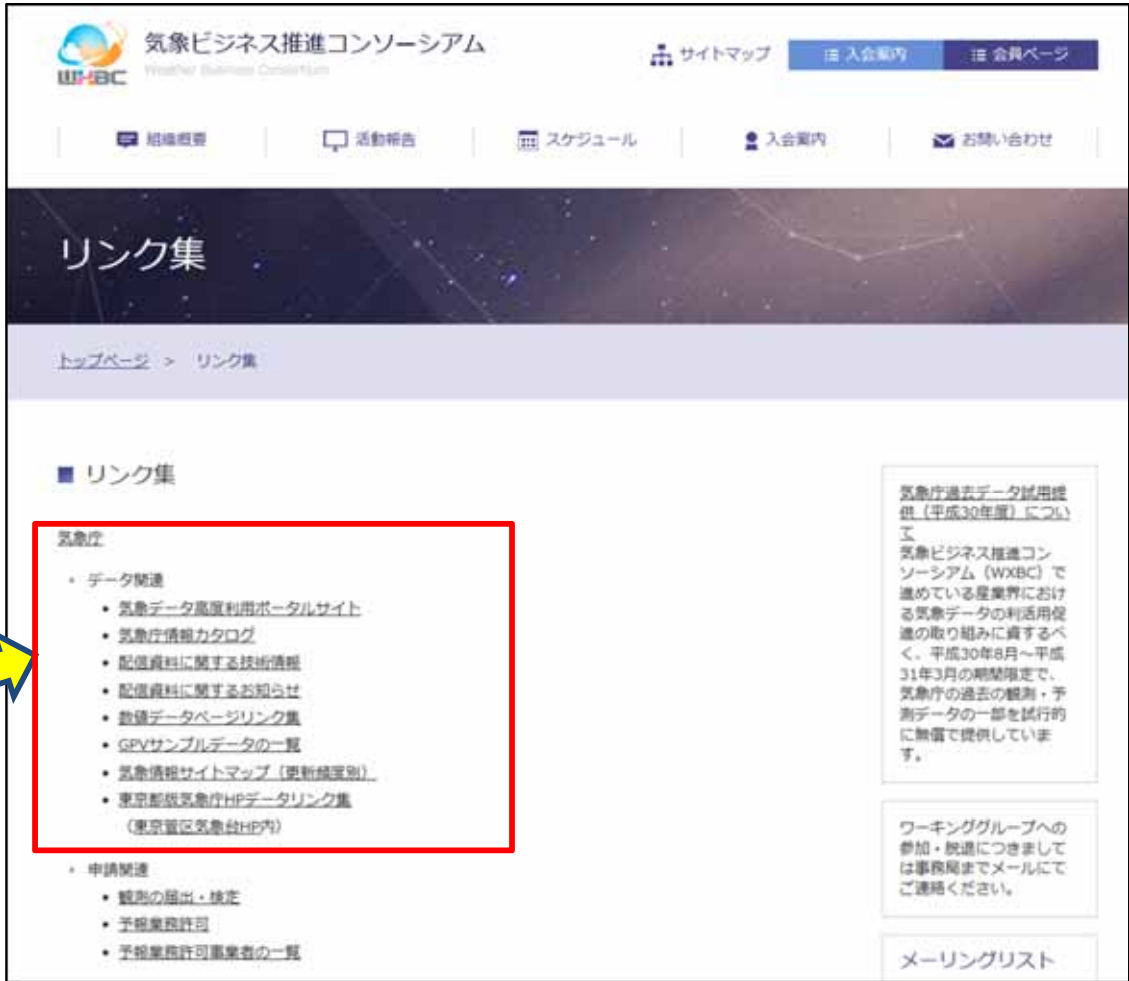 気象ビジネス推進コンソーシアム
WXBC
Weather Business Consortium
サイトマップ
入会案内
会員ページ
組織概要
活動報告
スケジュール
入会案内
お問い合わせ
リンク集
トップページ > リンク集
リンク集
気象庁
データ関連
気象データ高度利用ポータルサイト
気象庁情報カタログ
配信資料に関する技術情報
配信資料に関するお知らせ
数値データページリンク集
GPVサンプルデータの一覧
気象情報サイトマップ（更新頻度別）
東京都版気象庁HPデータリンク集
（東京管区気象台HP内）
申請関連
観測の届出・検定
予報業務許可
予報業務許可事業者の一覧
気象庁過去データ試用提
供（平成30年度）につい
て
気象ビジネス推進コン
ソーシアム（WXBC）で
進めている産業界におけ
る気象データの利活用促
進の取り組みに資するべ
く、平成30年8月～平成
31年3月の期間限定で、
気象庁の過去の観測・予
測データの一部を試行的
に無償で提供していま
す。
ワーキンググループへの
参加・脱退につきまして
は事務局までメールにて
ご連絡ください。
メーリングリスト